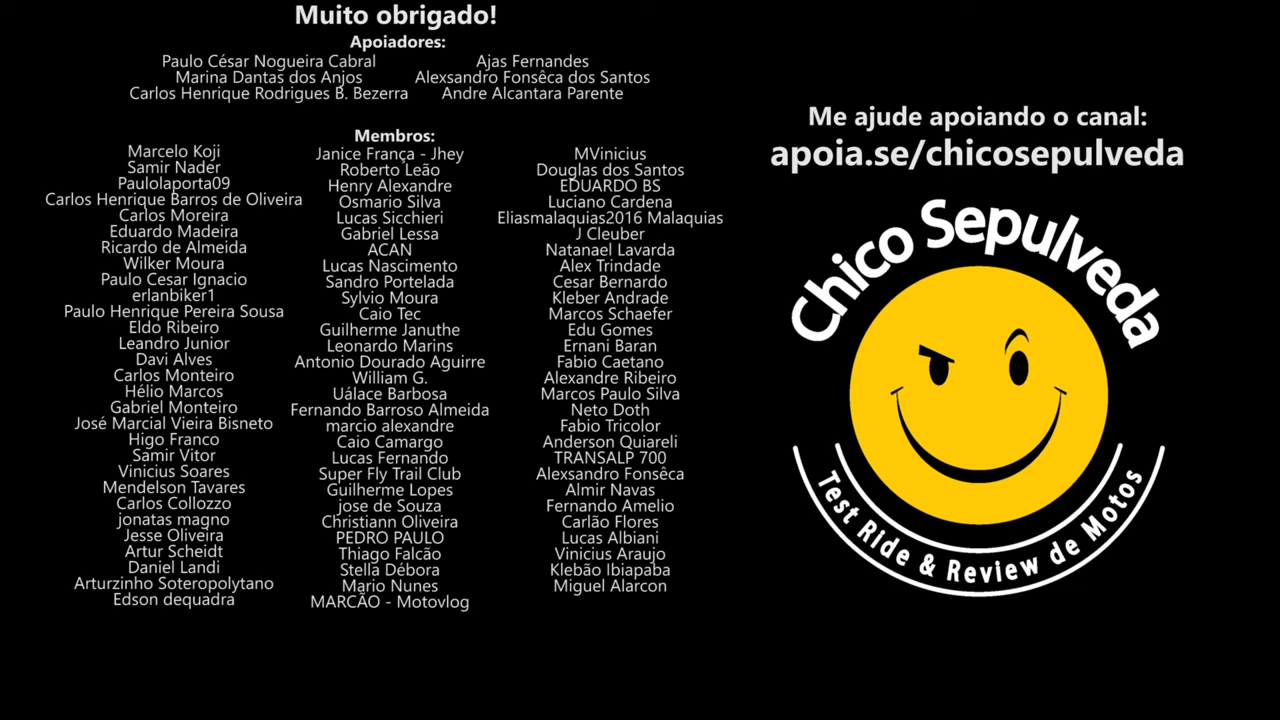 Muito obrigado!
Apoiadores:
Paulo César Nogueira Cabral
Marina Dantas dos Anjos
Carlos Henrique Rodrigues B. Bezerra
Ajas Fernandes
Alexsandro Fonsêca dos Santos
Andre Alcantara Parente
Membros:
Marcelo Koji
Samir Nader
Paulolaporta09
Carlos Henrique Barros de Oliveira
Carlos Moreira
Eduardo Madeira
Ricardo de Almeida
Wilker Moura
Paulo Cesar Ignacio
erlanbiker1
Paulo Henrique Pereira Sousa
Eldo Ribeiro
Leandro Junior
Davi Alves
Carlos Monteiro
Hélio Marcos
Gabriel Monteiro
José Marcial Vieira Bisneto
Higo Franco
Samir Vitor
Vinicius Soares
Mendelson Tavares
Carlos Collozzo
jonatas magno
Jesse Oliveira
Artur Scheidt
Daniel Landi
Arturzinho Soteropolytano
Edson dequadra
Janice França - Jhey
Roberto Leão
Henry Alexandre
Osmario Silva
Lucas Sicchieri
Gabriel Lessa
ACAN
Lucas Nascimento
Sandro Portelada
Sylvio Moura
Caio Tec
Guilherme Januthe
Leonardo Marins
Antonio Dourado Aguirre
William G.
Uálace Barbosa
Fernando Barroso Almeida
marcio alexandre
Caio Camargo
Lucas Fernando
Super Fly Trail Club
Guilherme Lopes
jose de Souza
Christiann Oliveira
PEDRO PAULO
Thiago Falcão
Stella Débora
Mario Nunes
MARCÃO - Motovlog
MVinicius
Douglas dos Santos
EDUARDO BS
Luciano Cardena
Eliasmalaquias2016 Malaquias
J Cleuber
Natanael Lavarda
Alex Trindade
Cesar Bernardo
Kleber Andrade
Marcos Schaefer
Edu Gomes
Ernani Baran
Fabio Caetano
Alexandre Ribeiro
Marcos Paulo Silva
Neto Doth
Fabio Tricolor
Anderson Quiareli
TRANSALP 700
Alexsandro Fonsêca
Almir Navas
Fernando Amelio
Carlão Flores
Lucas Albiani
Vinicius Araujo
Klebão Ibiapaba
Miguel Alarcon
Me ajude apoiando o canal:
apoia.se/chicosepulveda
Chico Sepulveda
Test Ride & Review de Motos